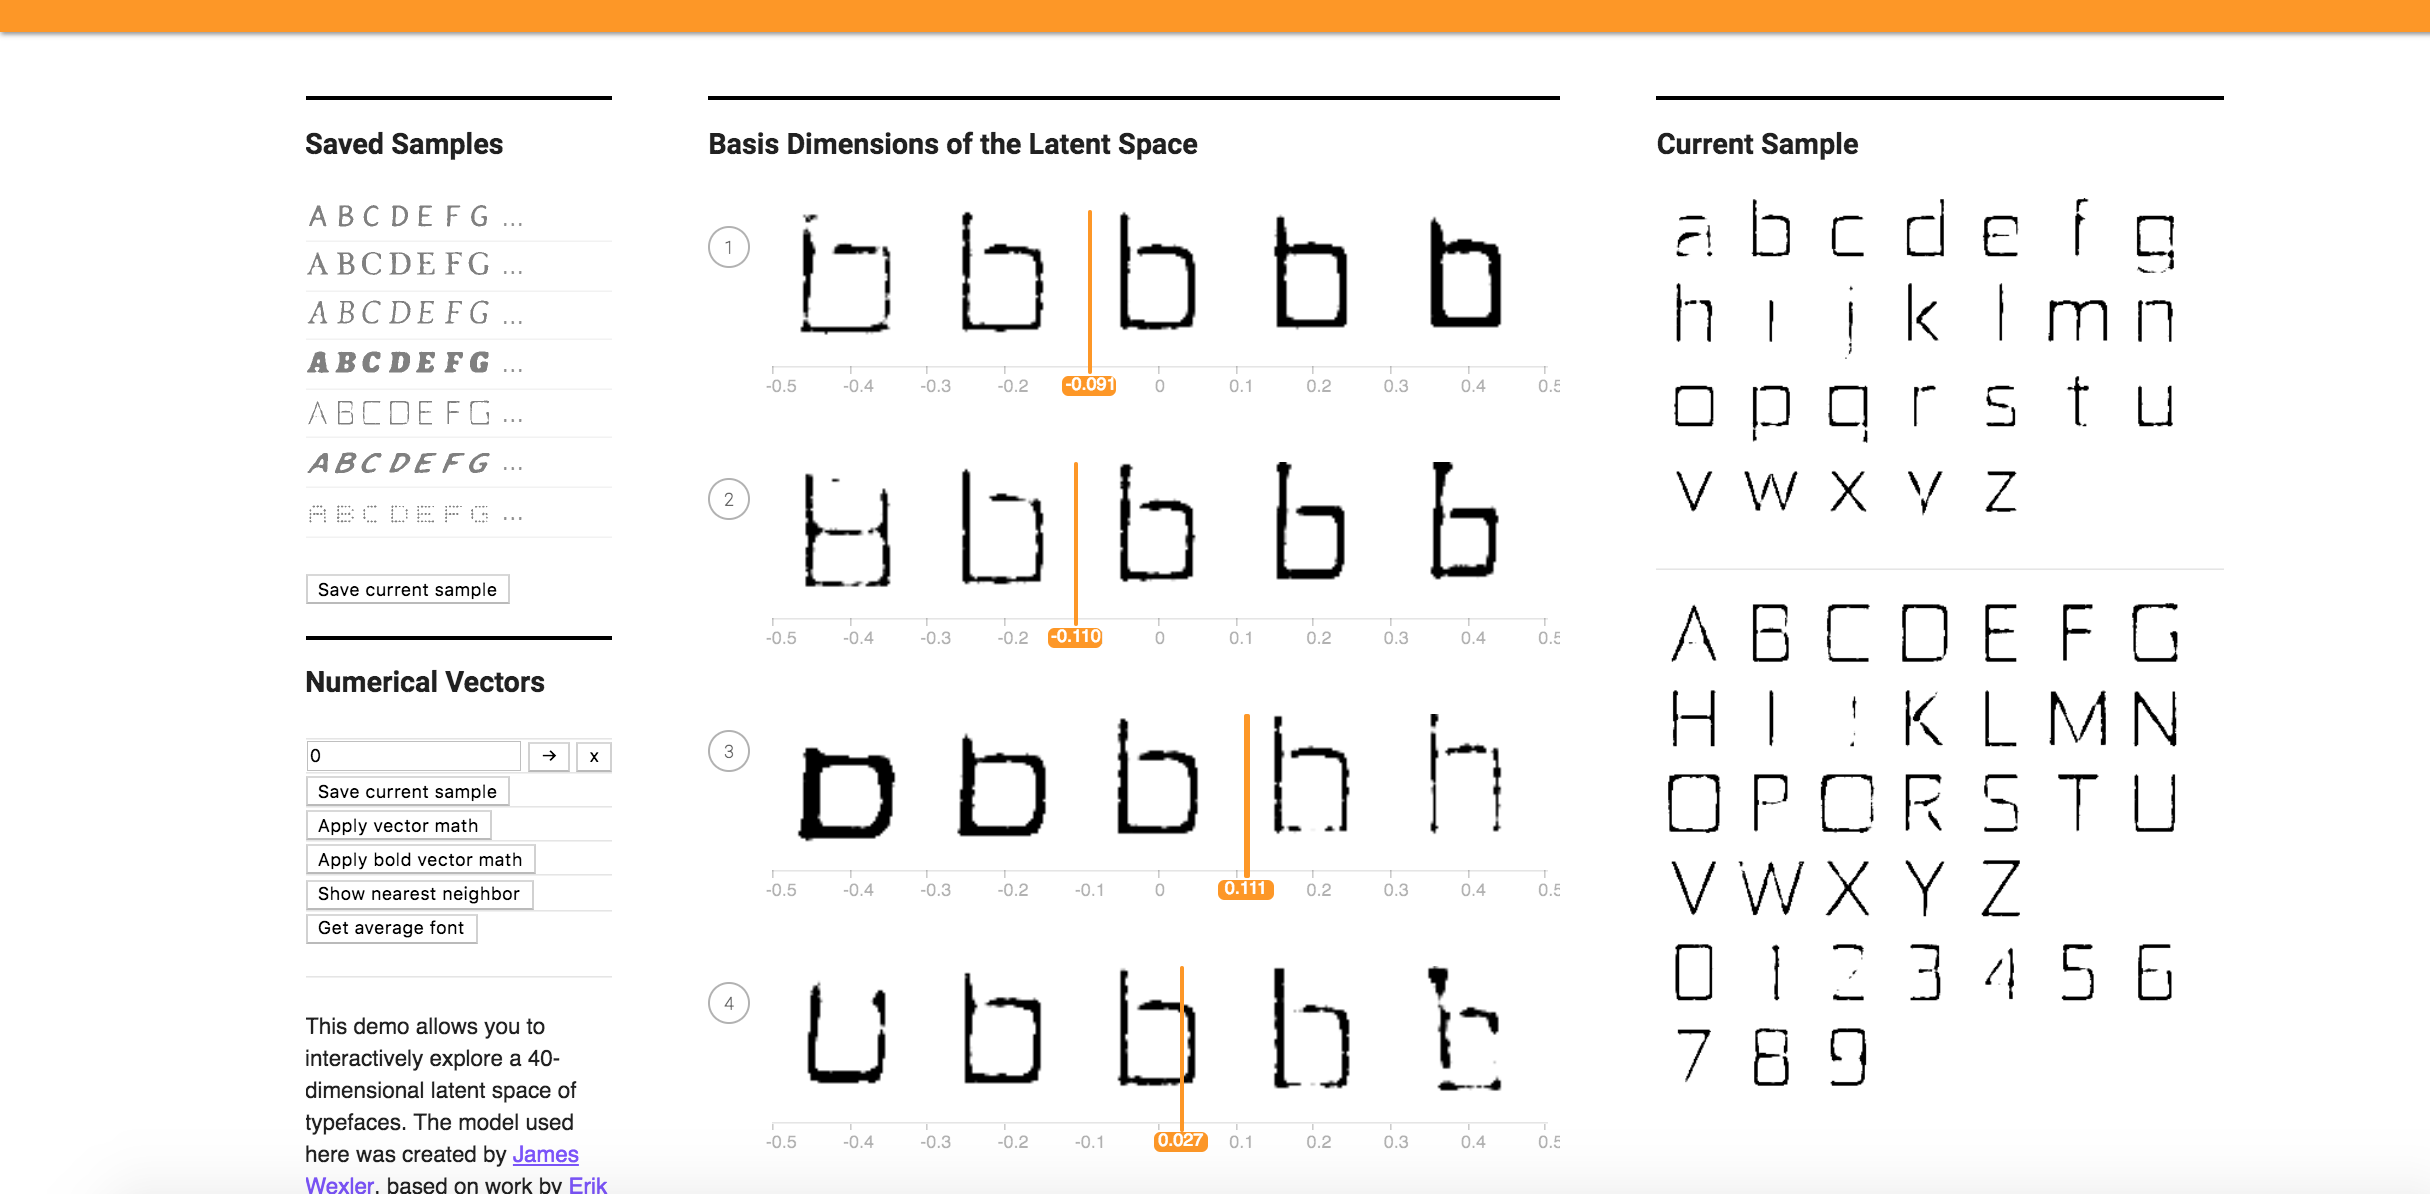 Saved Samples
A B C D E F G ...
A B C D E F G ...
A B C D E F G ...
A B C D E F G ...
A B C D E F G ...
A B C D E F G ...
A B C D E F G ...
Save current sample
Numerical Vectors
0 → x
Save current sample
Apply vector math
Apply bold vector math
Show nearest neighbor
Get average font
This demo allows you to
interactively explore a 40-
dimensional latent space of
typefaces. The model used
here was created by James
Wexler, based on work by Erik
Basis Dimensions of the Latent Space
1 b b b b b
-0.5 -0.4 -0.3 -0.2 -0.091 0 0.1 0.2 0.3 0.4 0.5
2 b b b b
-0.5 -0.4 -0.3 -0.2 -0.110 0 0.1 0.2 0.3 0.4 0.5
3 b b h h
-0.5 -0.4 -0.3 -0.2 -0.1 0 0.111 0.2 0.3 0.4 0.5
4 b b b
-0.5 -0.4 -0.3 -0.2 -0.1 0.027 0.1 0.2 0.3 0.4 0.5
Current Sample
a b c d e f g
h i j k l m n
o p q r s t u
v w x y z
A B C D E F G
H I J K L M N
O P Q R S T U
V W X Y Z
0 1 2 3 4 5 6
7 8 9